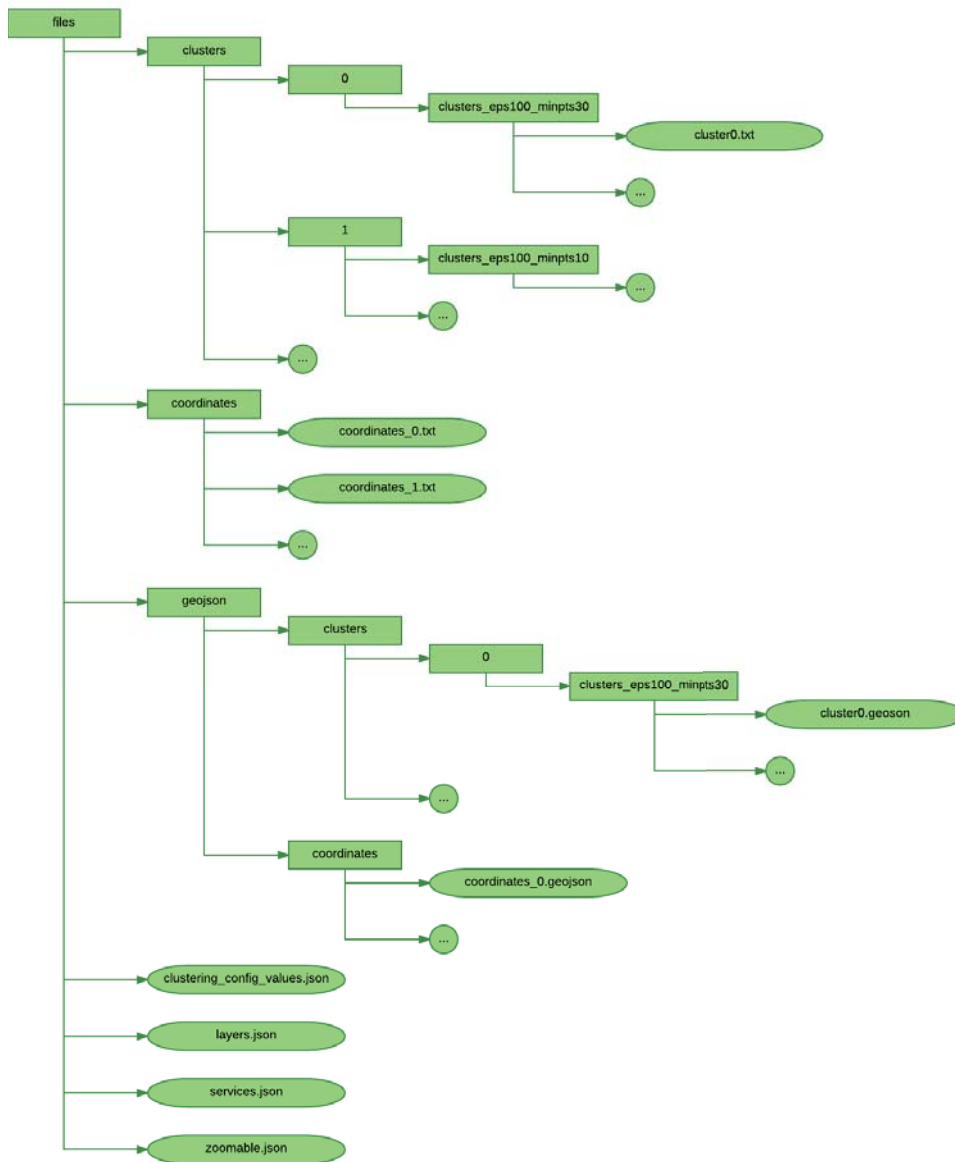 files
clusters
0
clusters_eps100_minpts30
cluster0.txt
...
1
clusters_eps100_minpts10
...
...
...
coordinates
coordinates_0.txt
coordinates_1.txt
...
geojson
clusters
0
clusters_eps100_minpts30
cluster0.geoson
...
...
coordinates
coordinates_0.geojson
...
clustering_config_values.json
layers.json
services.json
zoomable.json